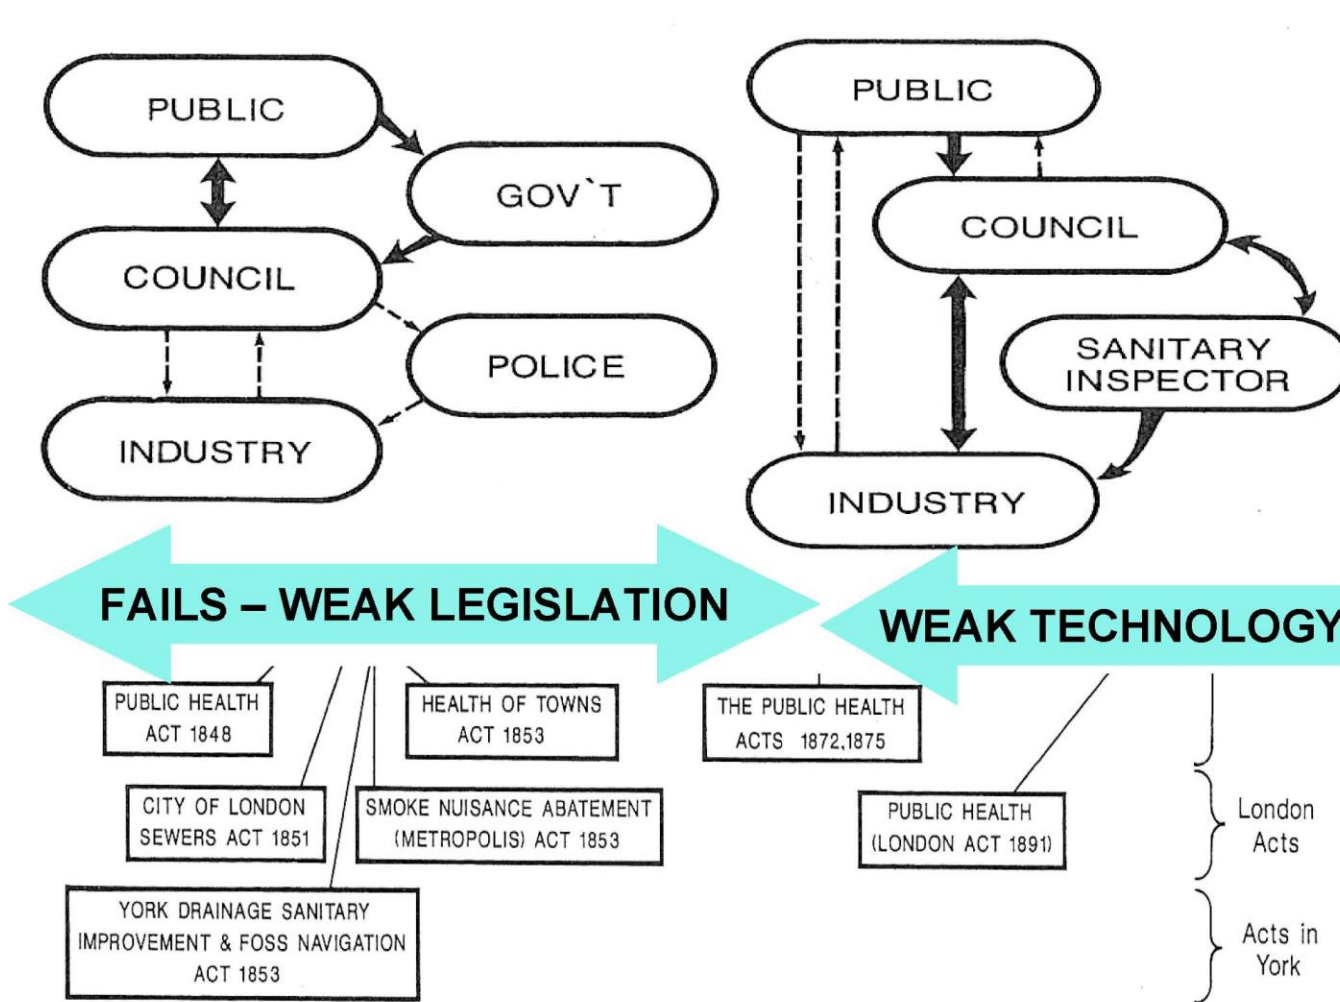 PUBLIC
GOV`T
COUNCIL
POLICE
INDUSTRY
PUBLIC
COUNCIL
SANITARY
INSPECTOR
INDUSTRY
FAILS – WEAK LEGISLATION
WEAK TECHNOLOGY
PUBLIC HEALTH
ACT 1848
HEALTH OF TOWNS
ACT 1853
CITY OF LONDON
SEWERS ACT 1851
SMOKE NUISANCE ABATEMENT
(METROPOLIS) ACT 1853
YORK DRAINAGE SANITARY
IMPROVEMENT & FOSS NAVIGATION
ACT 1853
THE PUBLIC HEALTH
ACTS 1872,1875
PUBLIC HEALTH
(LONDON ACT 1891)
London
Acts
Acts in
York